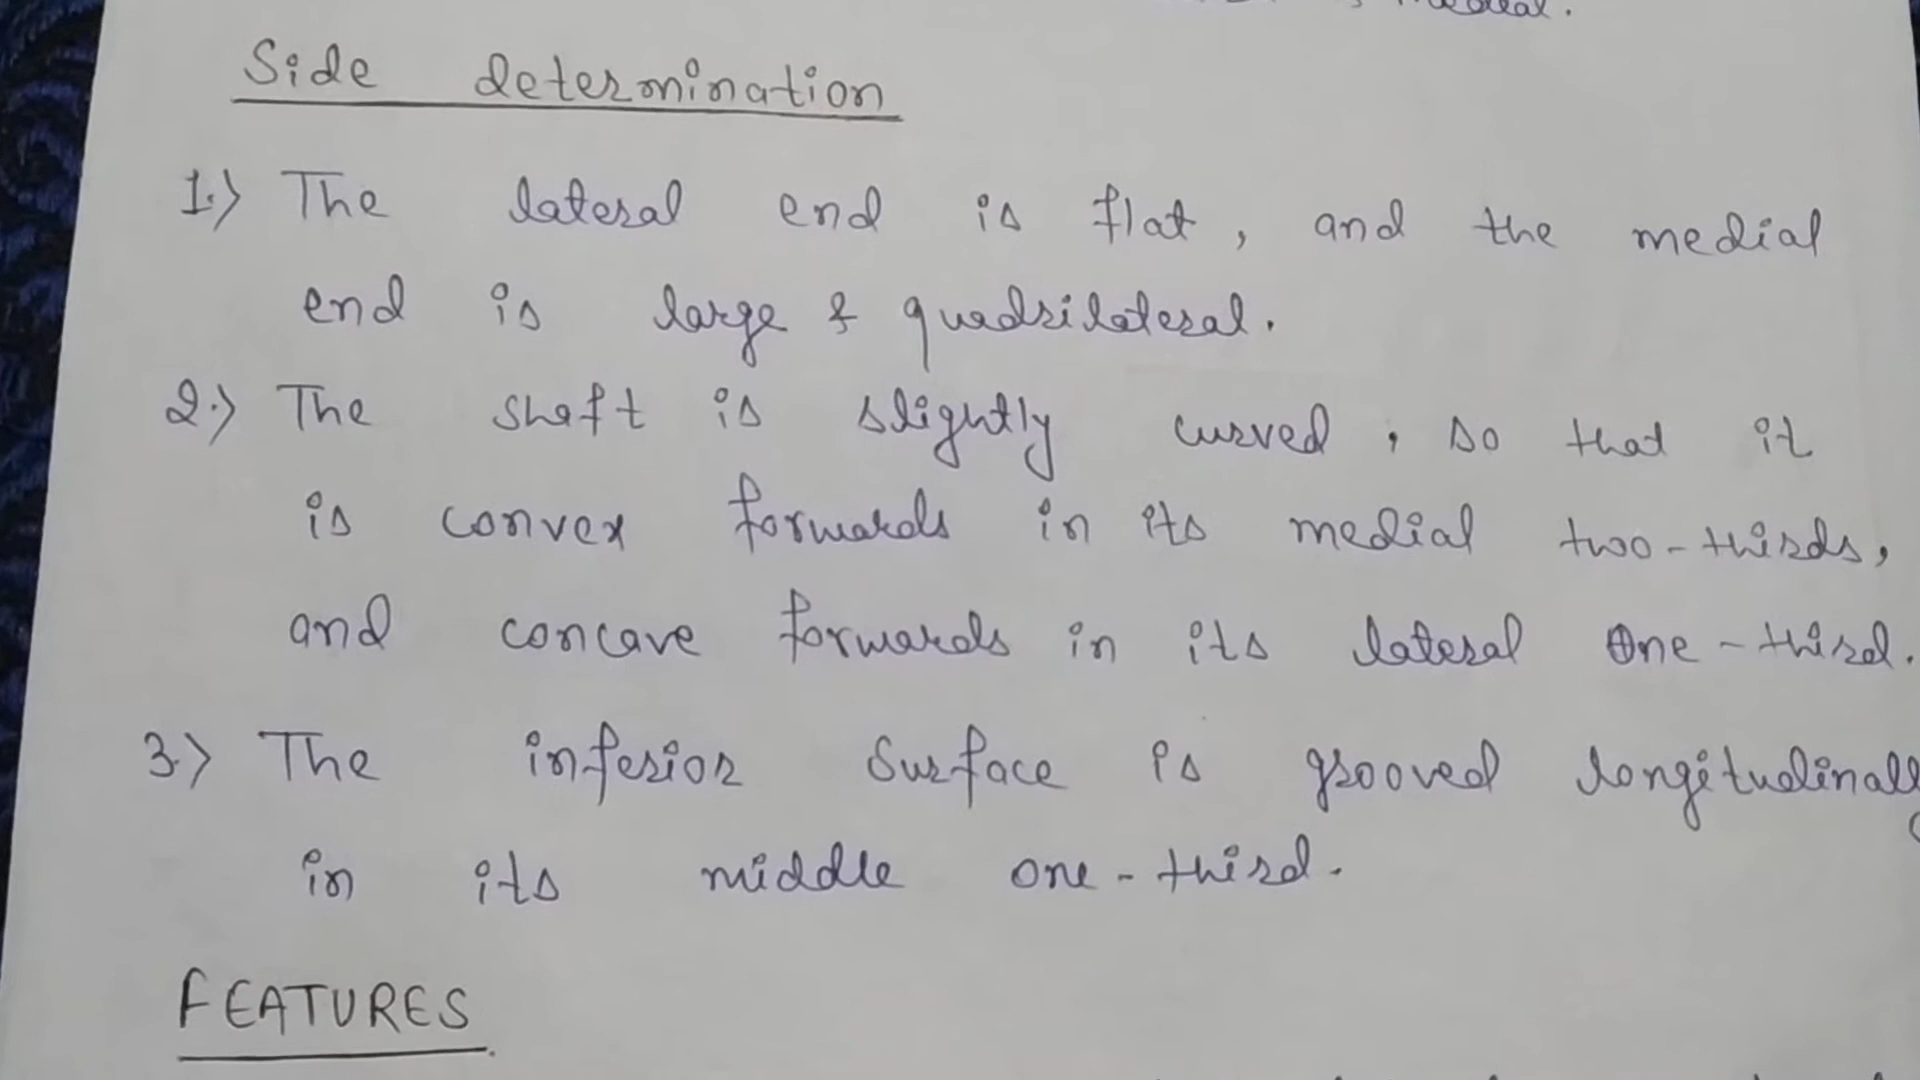 medial.
Side determination
1.) The lateral end is flat, and the medial
end is large & quadrilateral.
2.) The shaft is slightly curved, so that it
is convex forwards in its medial two-thirds,
and concave forwards in its lateral One-third.
3.) The inferior surface is grooved longitudinally
in its middle one-third.
FEATURES